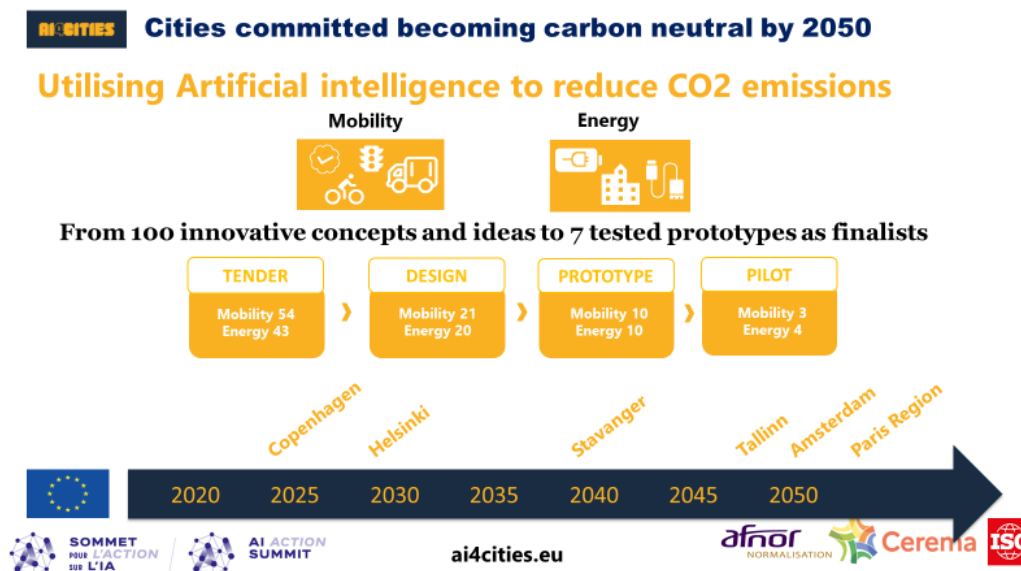 AI4CITIES
Cities committed becoming carbon neutral by 2050
Utilising Artificial intelligence to reduce CO2 emissions
Mobility
Energy
From 100 innovative concepts and ideas to 7 tested prototypes as finalists
TENDER
Mobility 54
Energy 43
DESIGN
Mobility 21
Energy 20
PROTOTYPE
Mobility 10
Energy 10
PILOT
Mobility 3
Energy 4
Copenhagen
Helsinki
Stavanger
Tallinn
Amsterdam
Paris Region
2020 2025 2030 2035 2040 2045 2050
SOMMET
POUR L'ACTION
SUR L'IA
AI ACTION
SUMMIT
ai4cities.eu
afnor
NORMALISATION
Cerema
ISO